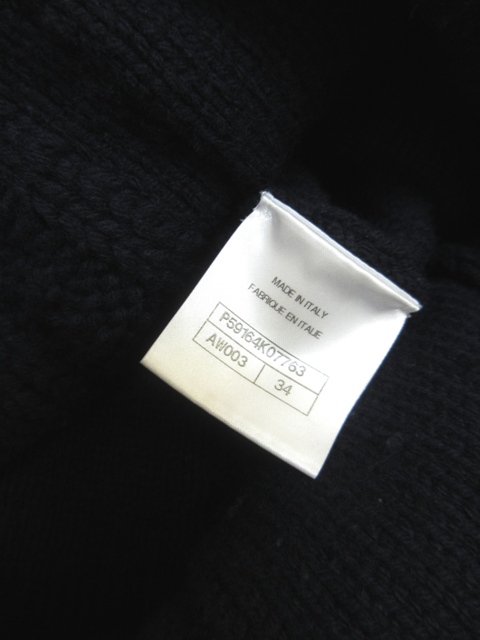 MADE IN ITALY
FABRIQUE EN ITALIE
P59164K07763
AW003 34